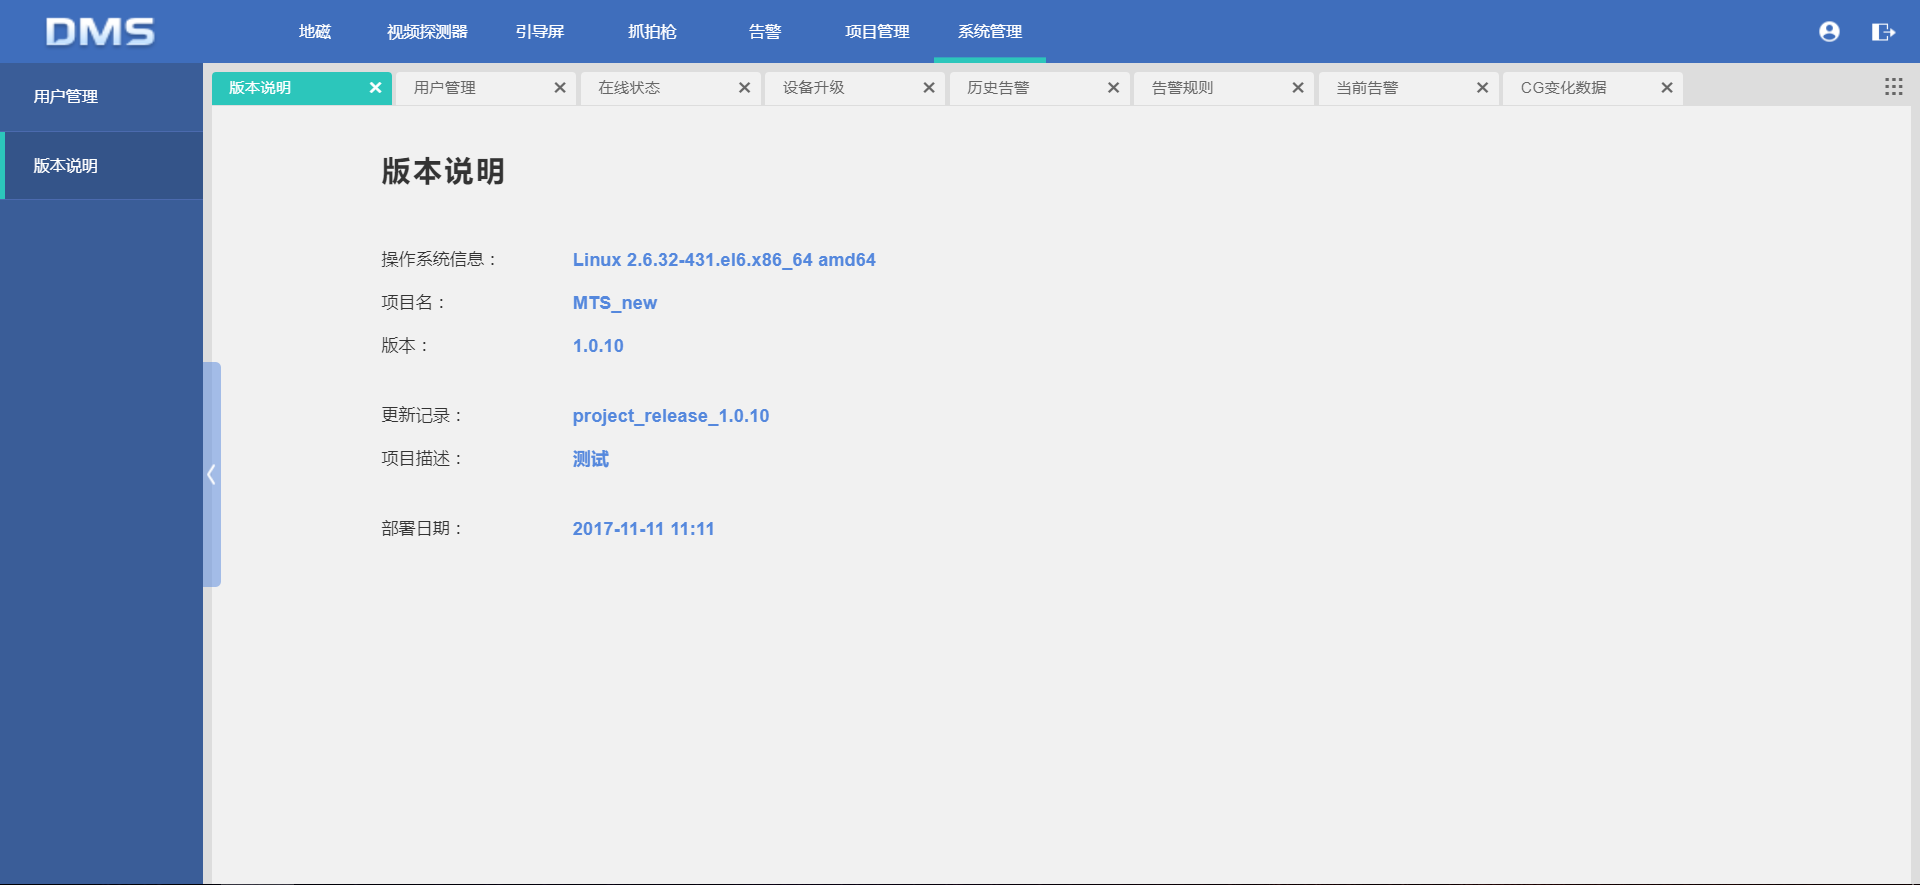 DMS
地磁 视频探测器 引导屏 抓拍枪 告警 项目管理 系统管理
用户管理
版本说明
版本说明 用户管理 在线状态 设备升级 历史告警 告警规则 当前告警 CG变化数据
版本说明
操作系统信息： Linux 2.6.32-431.el6.x86_64 amd64
项目名： MTS_new
版本： 1.0.10
更新记录： project_release_1.0.10
项目描述： 测试
部署日期： 2017-11-11 11:11